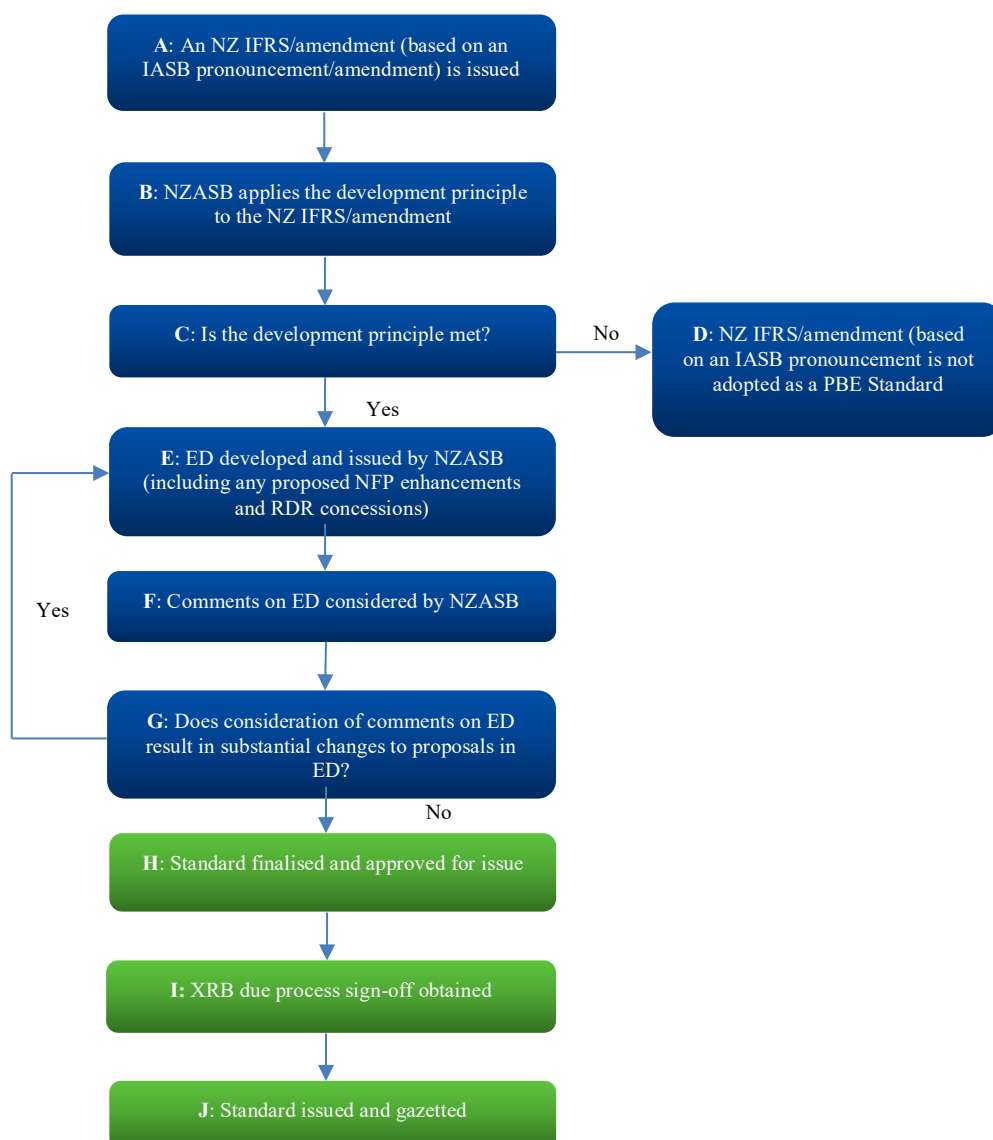 A: An NZ IFRS/amendment (based on an
IASB pronouncement/amendment) is issued
B: NZASB applies the development principle
to the NZ IFRS/amendment
C: Is the development principle met?
No
D: NZ IFRS/amendment (based
on an IASB pronouncement is not
adopted as a PBE Standard
Yes
E: ED developed and issued by NZASB
(including any proposed NFP enhancements
and RDR concessions)
Yes
F: Comments on ED considered by NZASB
G: Does consideration of comments on ED
result in substantial changes to proposals in
ED?
No
H: Standard finalised and approved for issue
I: XRB due process sign-off obtained
J: Standard issued and gazetted